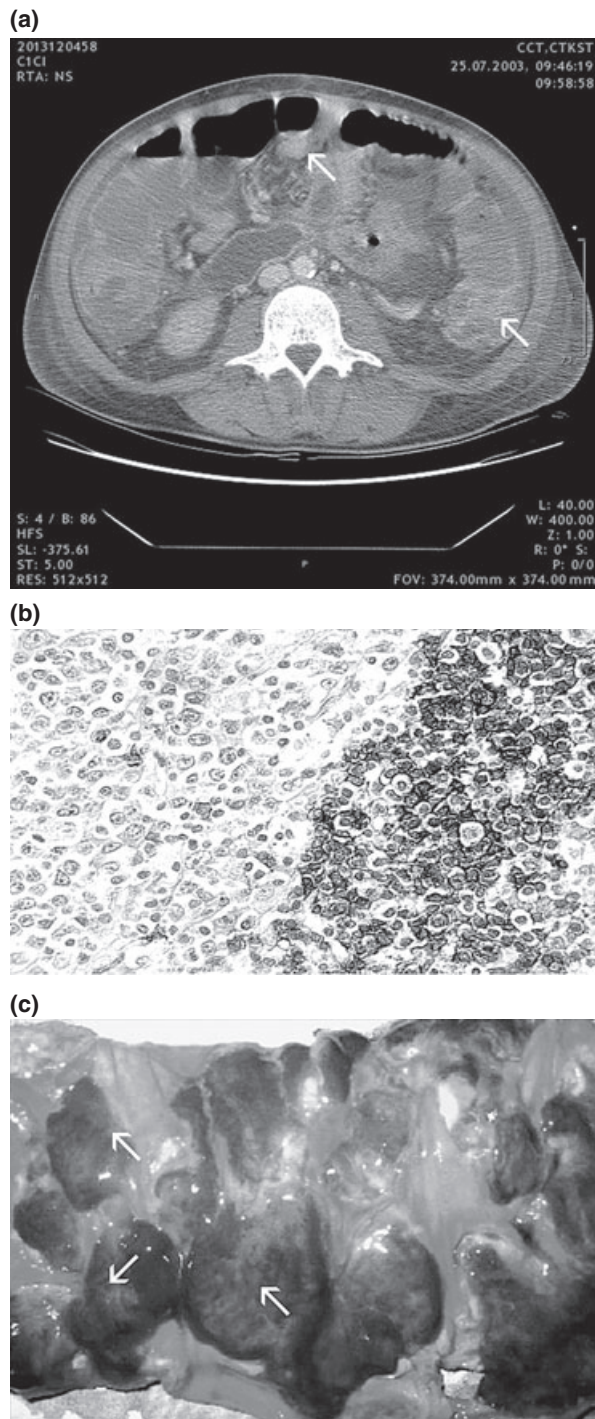 (a)
2013120458
C1CI
RTA: NS
CCT,CTKST
25.07.2003, 09:46:19
09:58:58
S: 4 / B: 86
HFS
SL: -375.61
ST: 5.00
RES: 512x512
P
L: 40.00
W: 400.00
Z: 1.00
R: 0° S:
P: 0/0
FOV: 374.00mm x 374.00mm
(b)
(c)